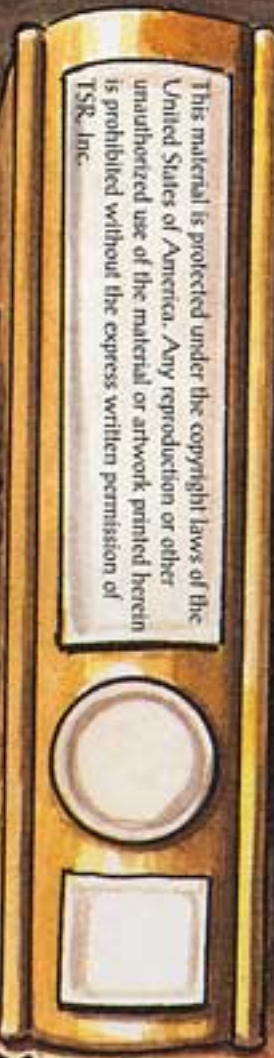 This material is protected under the copyright laws of the
United States of America. Any reproduction or other
unauthorized use of the material or artwork printed herein
is prohibited without the express written permission of
TSR, Inc.